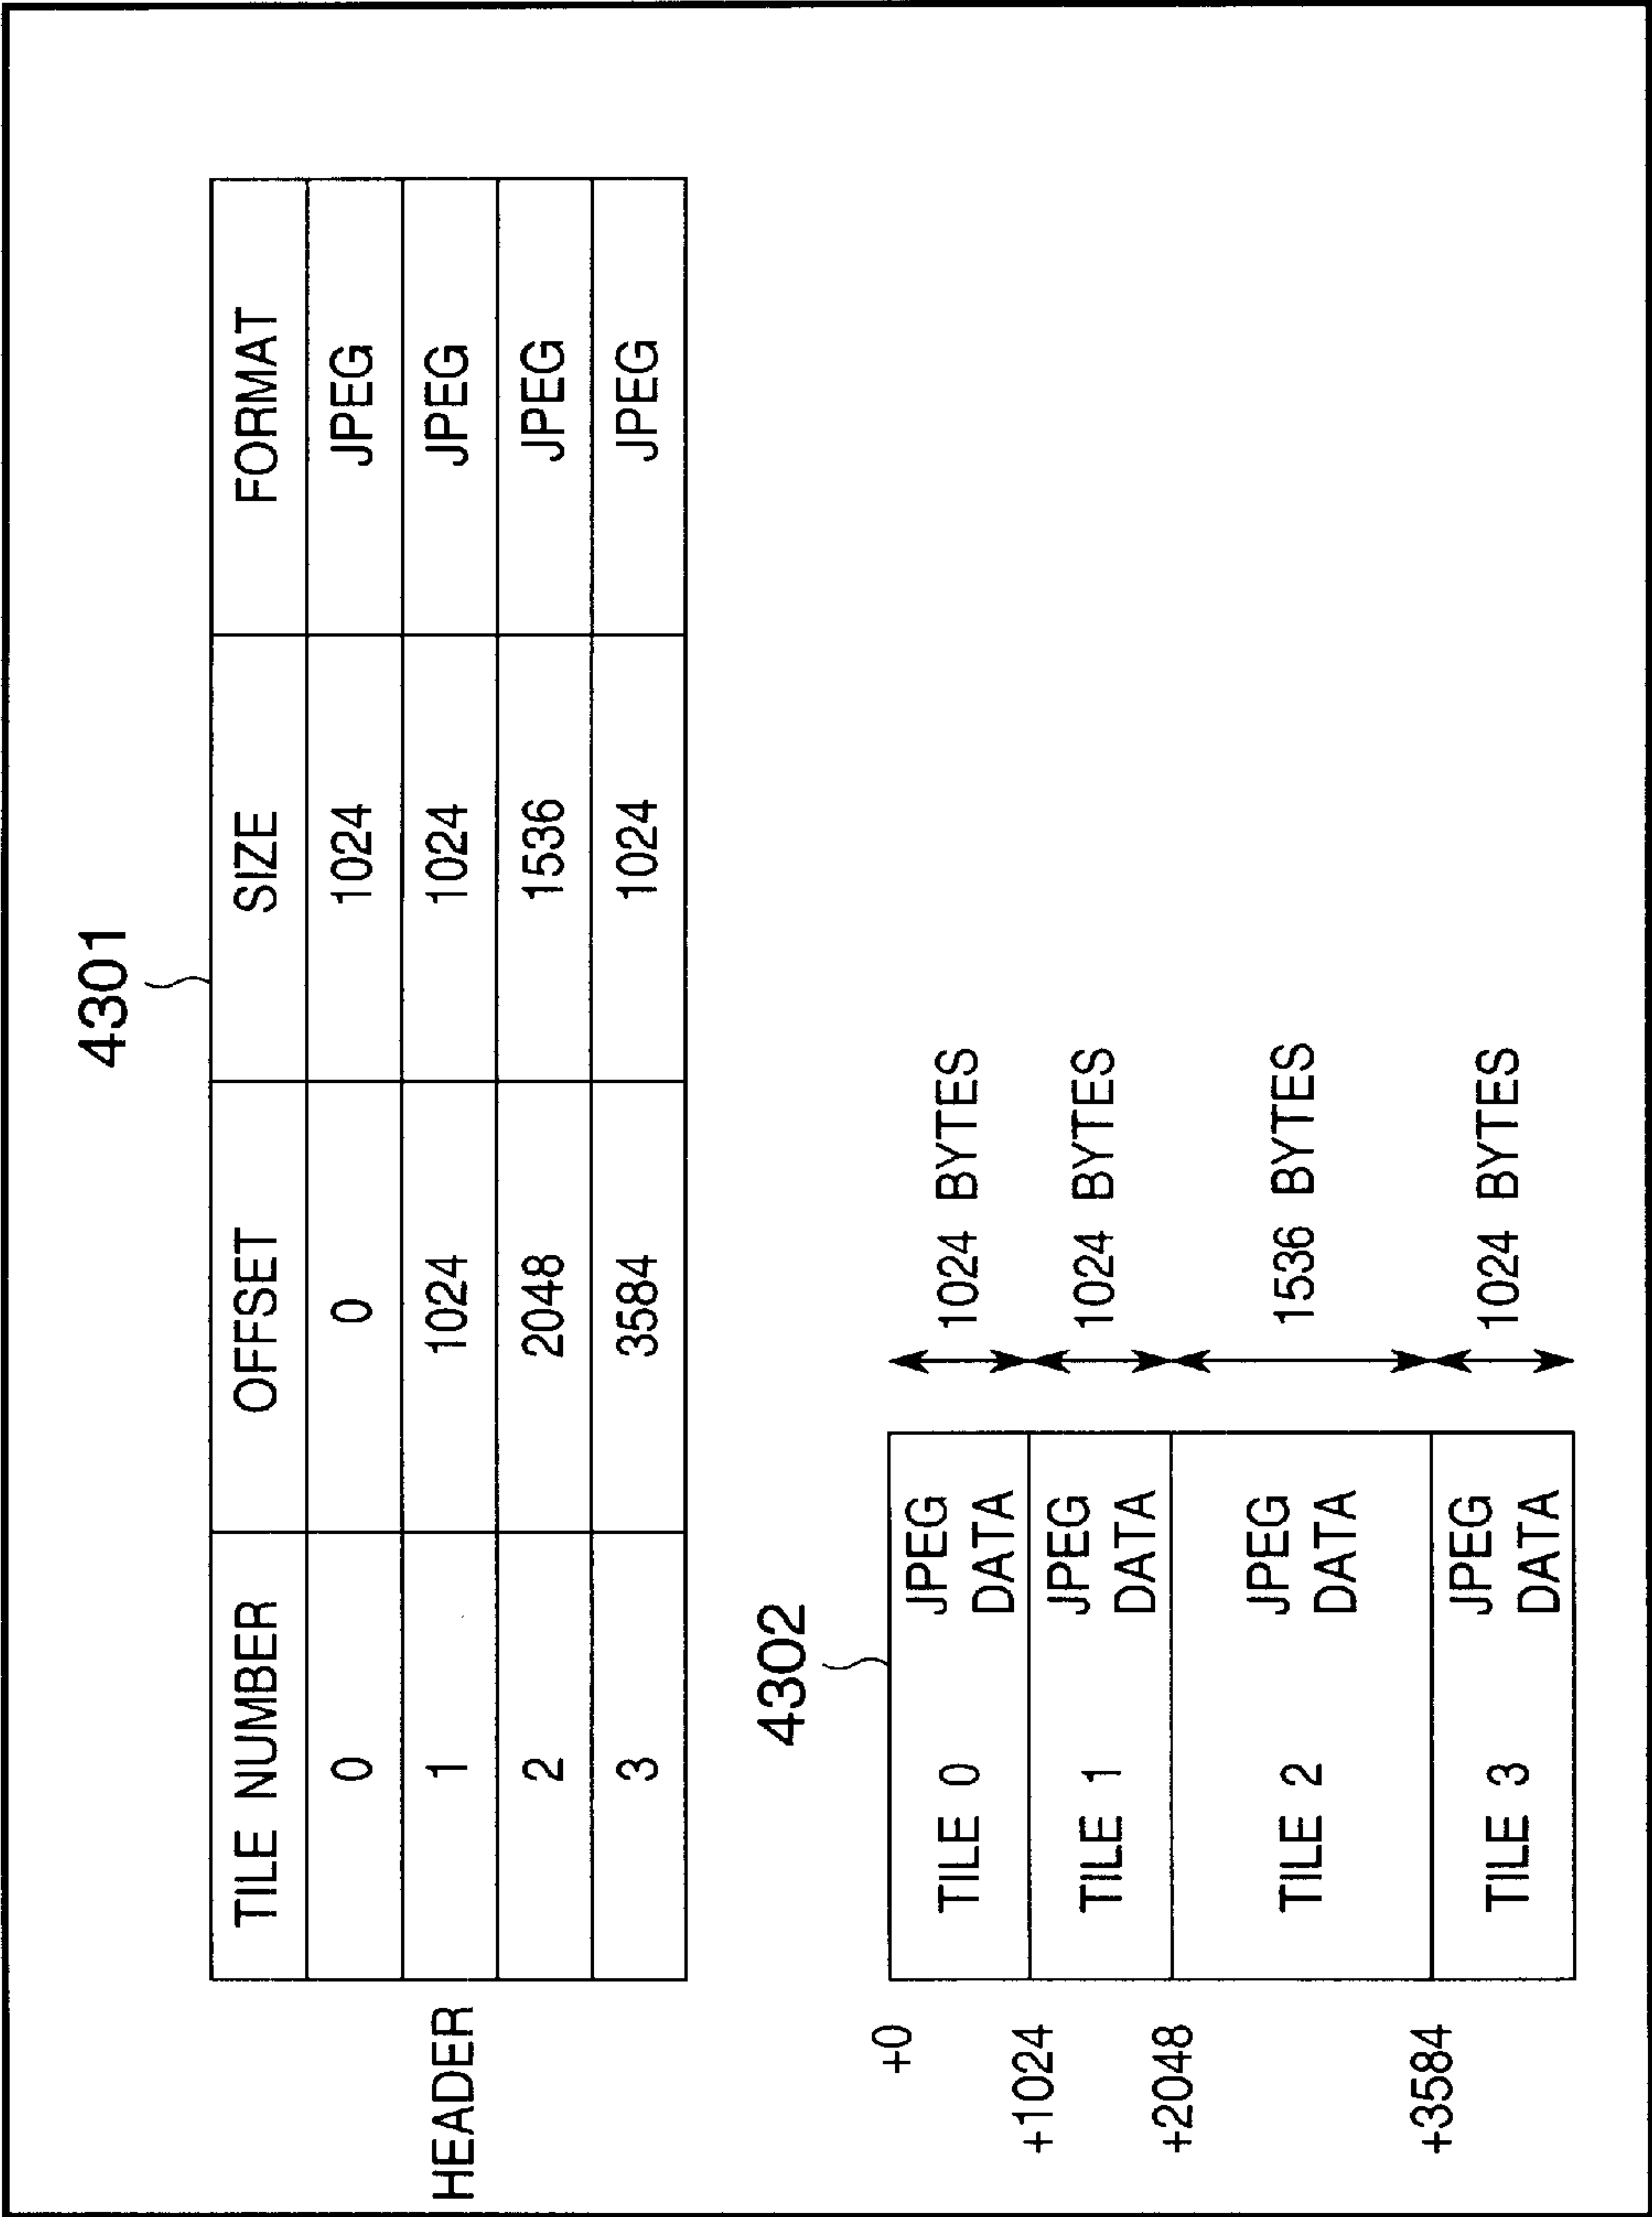 4301
HEADER
TILE NUMBER OFFSET SIZE FORMAT
0 0 1024 JPEG
1 1024 1024 JPEG
2 2048 1536 JPEG
3 3584 1024 JPEG
4302
+0
TILE 0 JPEG DATA 1024 BYTES
+1024
TILE 1 JPEG DATA 1024 BYTES
+2048
TILE 2 JPEG DATA 1536 BYTES
+3584
TILE 3 JPEG DATA 1024 BYTES